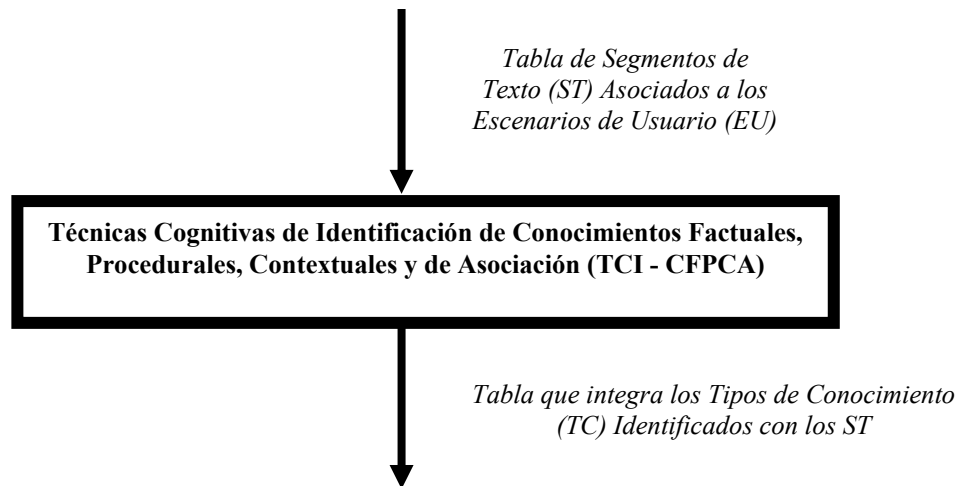 Tabla de Segmentos de
Texto (ST) Asociados a los
Escenarios de Usuario (EU)
Técnicas Cognitivas de Identificación de Conocimientos Factuales,
Procedurales, Contextuales y de Asociación (TCI - CFPCA)
Tabla que integra los Tipos de Conocimiento
(TC) Identificados con los ST